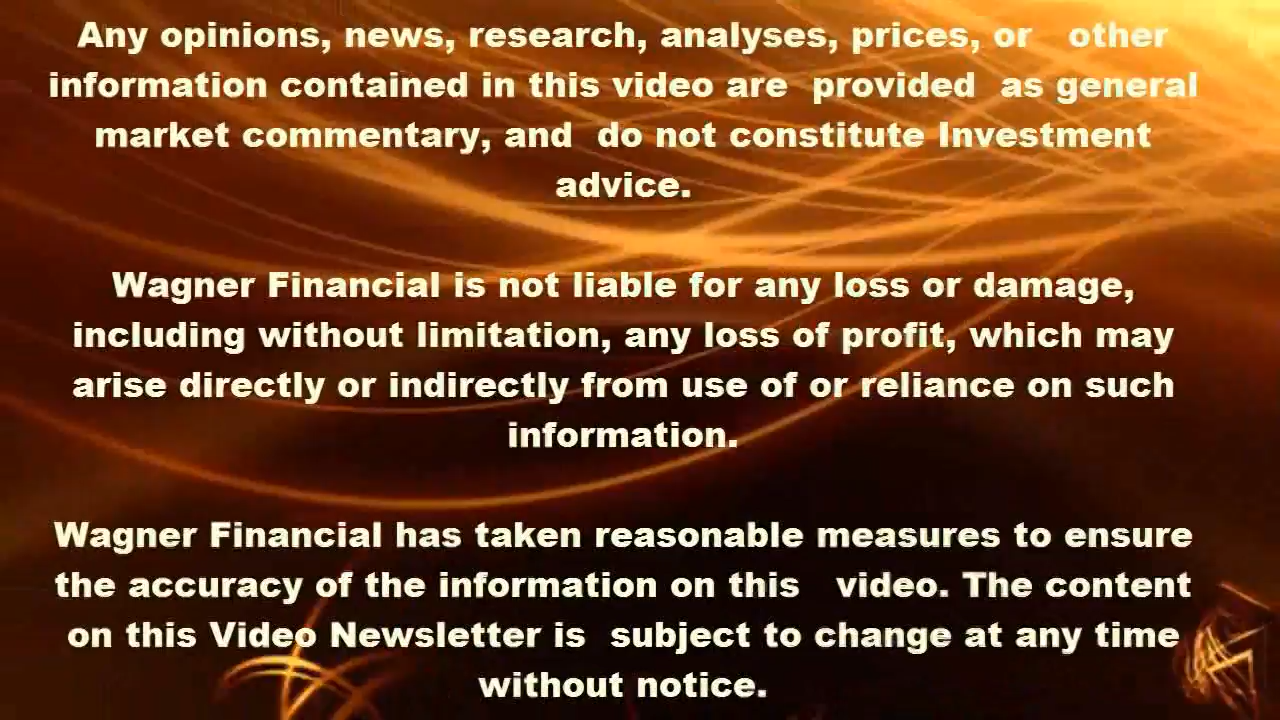 Any opinions, news, research, analyses, prices, or other
information contained in this video are provided as general
market commentary, and do not constitute Investment
advice.
Wagner Financial is not liable for any loss or damage,
including without limitation, any loss of profit, which may
arise directly or indirectly from use of or reliance on such
information.
Wagner Financial has taken reasonable measures to ensure
the accuracy of the information on this video. The content
on this Video Newsletter is subject to change at any time
without notice.